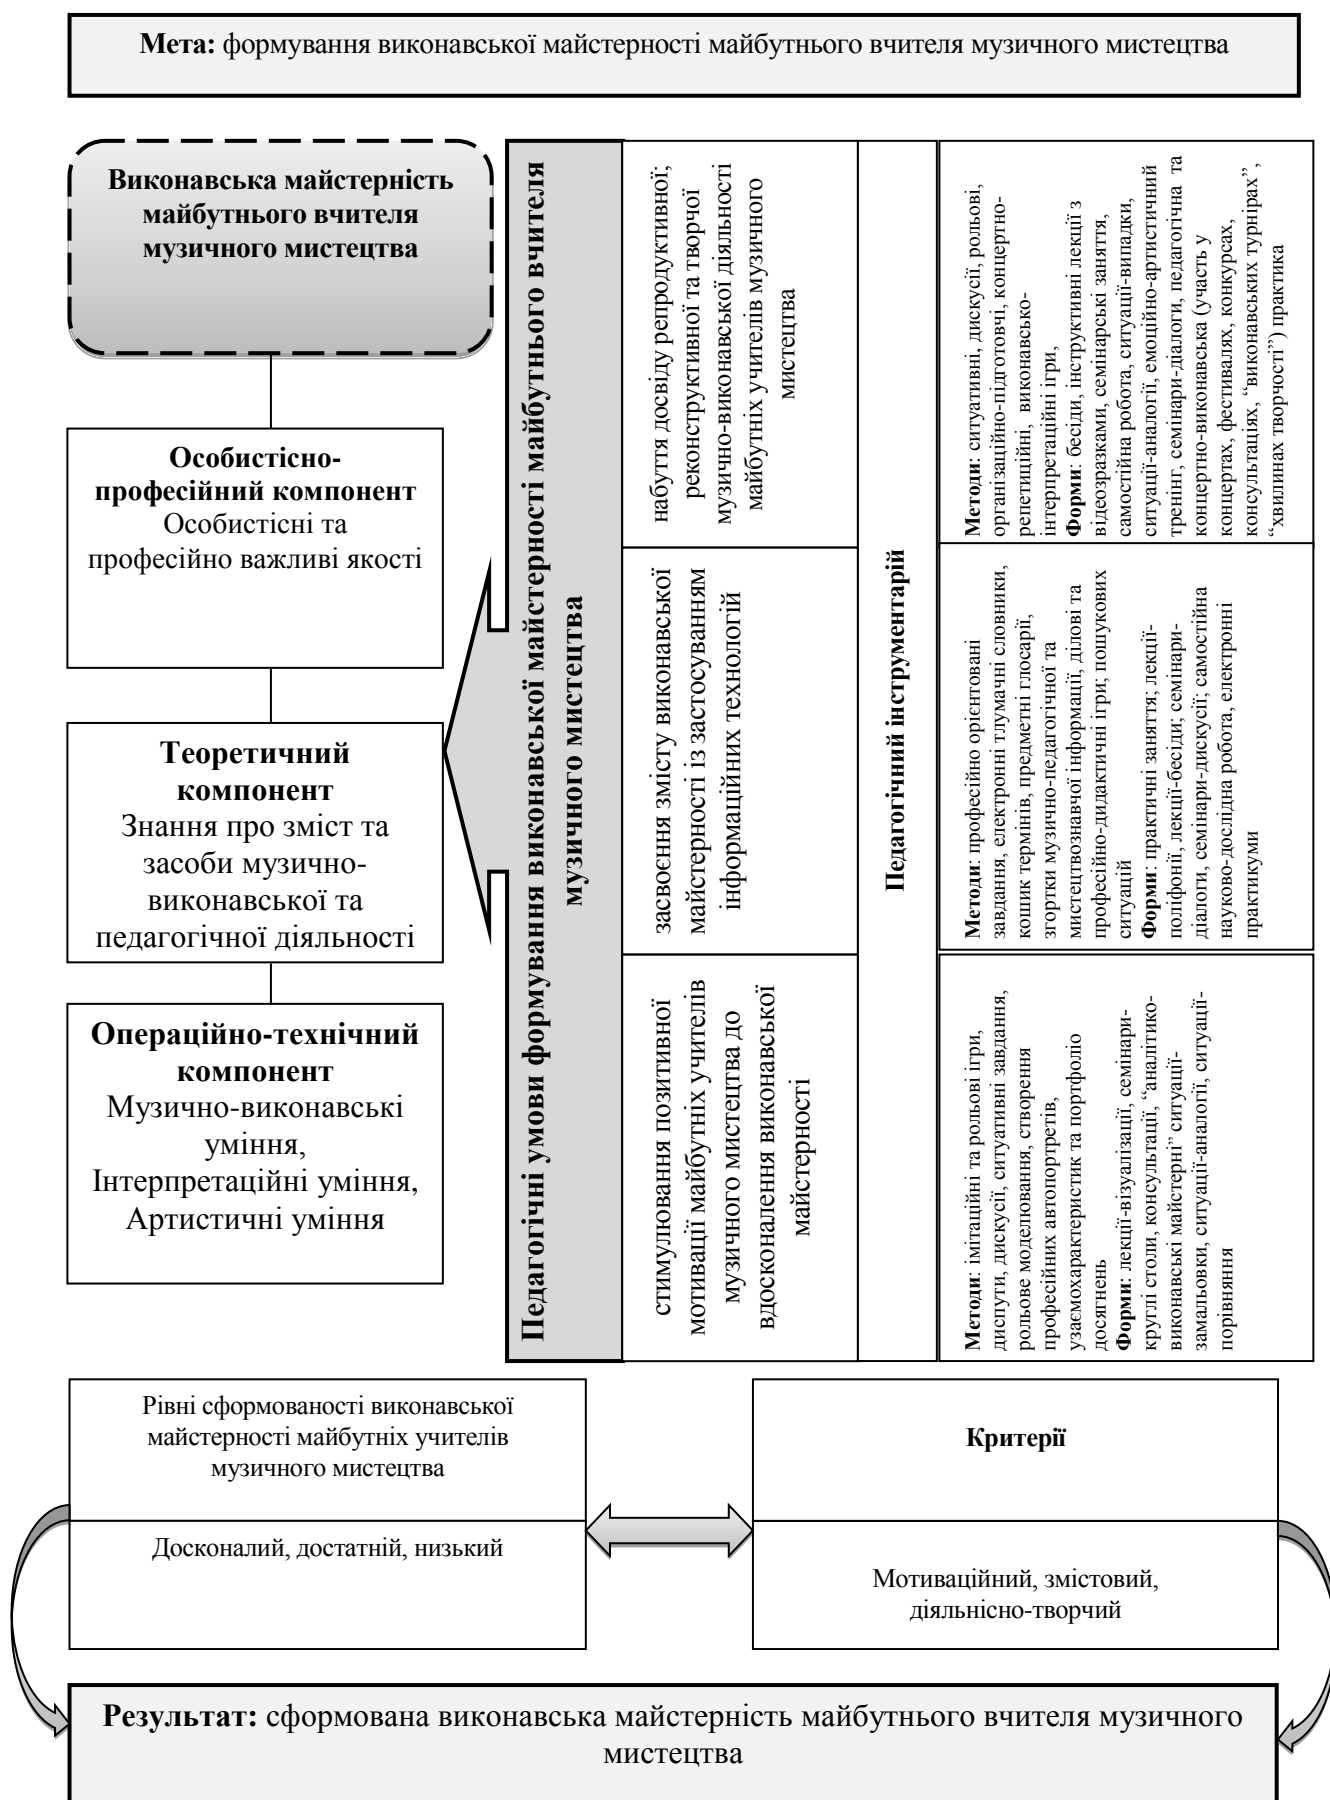 Мета: формування виконавської майстерності майбутнього вчителя музичного мистецтва
Виконавська майстерність
майбутнього вчителя
музичного мистецтва
Особистісно-
професійний компонент
Особистісні та
професійно важливі якості
Теоретичний
компонент
Знання про зміст та
засоби музично-
виконавської та
педагогічної діяльності
Операційно-технічний
компонент
Музично-виконавські
уміння,
Інтерпретаційні уміння,
Артистичні уміння
Педагогічні умови формування виконавської майстерності майбутнього вчителя
музичного мистецтва
набуття досвіду репродуктивної,
реконструктивної та творчої
музично-виконавської діяльності
майбутніх учителів музичного
мистецтва
засвоєння змісту виконавської
майстерності із застосуванням
інформаційних технологій
стимулювання позитивної
мотивації майбутніх учителів
музичного мистецтва до
вдосконалення виконавської
майстерності
Педагогічний інструментарій
Методи: ситуативні, дискусії, рольові,
організаційно-підготовчі, концертно-
репетиційні, виконавсько-
інтерпретаційні ігри,
Форми: бесіди, інструктивні лекції з
відеозразками, семінарські заняття,
самостійна робота, ситуації-випадки,
ситуації-аналогії, емоційно-артистичний
тренінг, семінари-діалоги, педагогічна та
концертно-виконавська (участь у
концертах, фестивалях, конкурсах,
консультаціях, “виконавських турнірах”,
“хвилинах творчості”) практика
Методи: професійно орієнтовані
завдання, електронні тлумачні словники,
кошик термінів, предметні глосарії,
згортки музично-педагогічної та
мистецтвознавчої інформації, ділові та
професійно-дидактичні ігри; пошукових
ситуацій
Форми: практичні заняття; лекції-
поліфонії, лекції-бесіди; семінари-
діалоги, семінари-дискусії; самостійна
науково-дослідна робота, електронні
практикуми
Методи: імітаційні та рольові ігри,
диспути, дискусії, ситуативні завдання,
рольове моделювання, створення
професійних автопортретів,
узаємохарактеристик та портфоліо
досягнень
Форми: лекції-візуалізації, семінари-
круглі столи, консультації, “аналітико-
виконавські майстерні” ситуації-
замальовки, ситуації-аналогії, ситуації-
порівняння
Рівні сформованості виконавської
майстерності майбутніх учителів
музичного мистецтва
Досконалий, достатній, низький
Критерії
Мотиваційний, змістовий,
діяльнісно-творчий
Результат: сформована виконавська майстерність майбутнього вчителя музичного
мистецтва